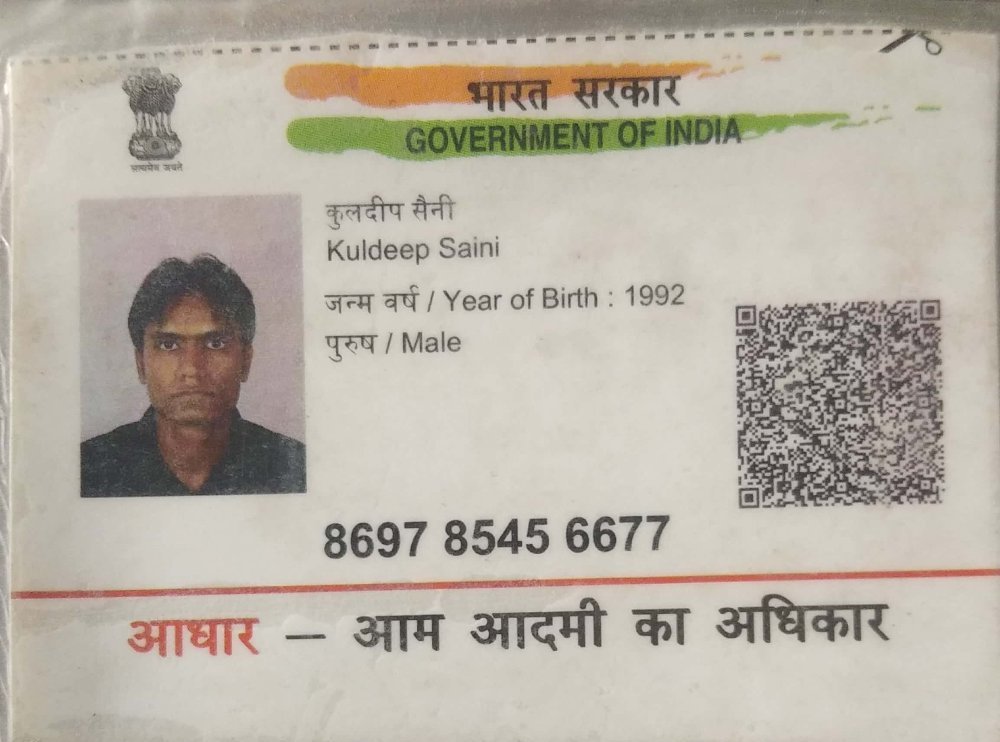 सत्यमेव जयते
भारत सरकार
GOVERNMENT OF INDIA
कुलदीप सैनी
Kuldeep Saini
जन्म वर्ष / Year of Birth : 1992
पुरुष / Male
8697 8545 6677
आधार – आम आदमी का अधिकार